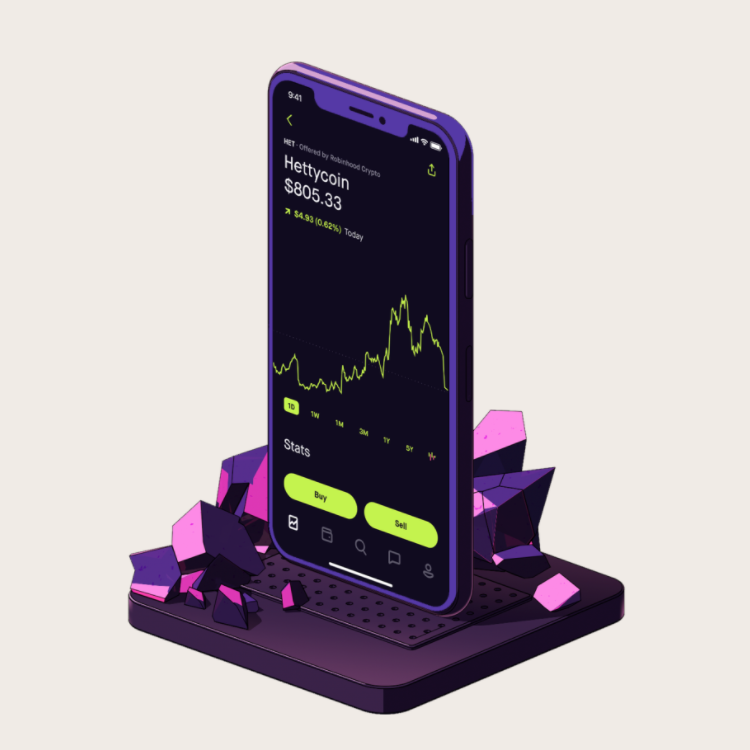 9:41
HET · Offered by Robinhood Crypto
Hettycoin
$805.33
$4.93 (0.62%) Today
1D 1W 1M 3M 1Y 5Y
Stats
Buy Sell